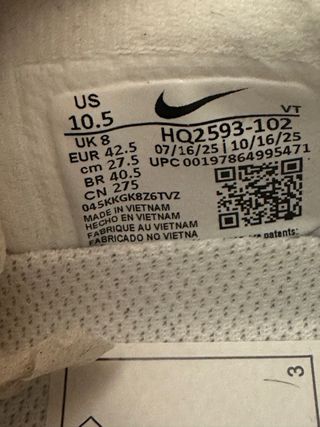 US
10.5
UK 8
EUR 42.5
cm 27.5
BR 40.5
CN 275
VT
HQ2593-102
07/16/25 | 10/16/25
UPC 00197864995471
045KKGK8Z6TVZ
MADE IN VIETNAM
HECHO EN VIETNAM
FABRIQUE AU VIETNAM
FABRICADO NO VIETNAM
patents:
3